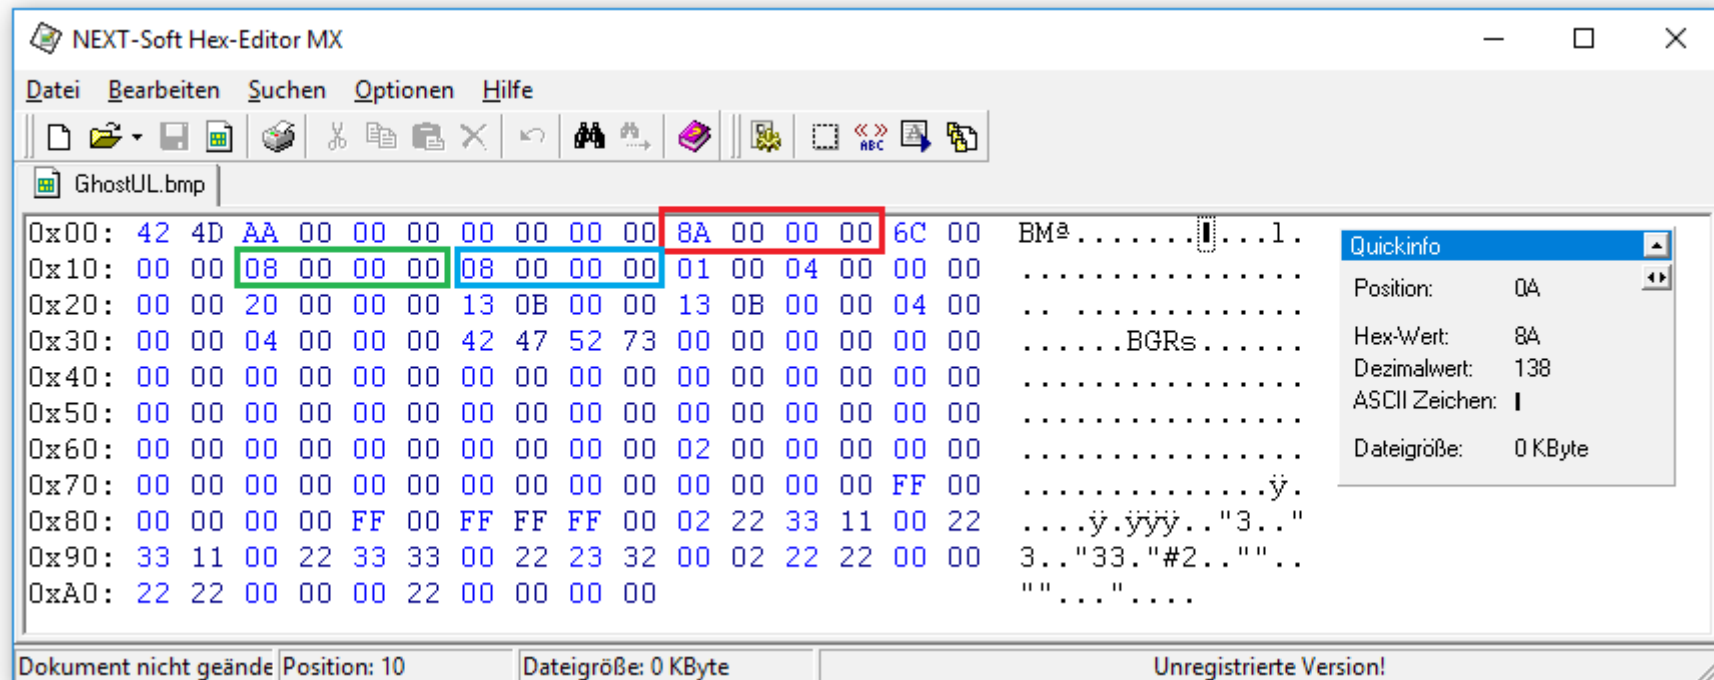 NEXT-Soft Hex-Editor MX
Datei Bearbeiten Suchen Optionen Hilfe
ABC
GhostUL.bmp
0x00: 42 4D AA 00 00 00 00 00 00 00 8A 00 00 00 6C 00 BMª.......▌...l.
0x10: 00 00 08 00 00 00 08 00 00 00 01 00 04 00 00 00 ................
0x20: 00 00 20 00 00 00 13 0B 00 00 13 0B 00 00 04 00 .. .............
0x30: 00 00 04 00 00 00 42 47 52 73 00 00 00 00 00 00 ......BGRs......
0x40: 00 00 00 00 00 00 00 00 00 00 00 00 00 00 00 00 ................
0x50: 00 00 00 00 00 00 00 00 00 00 00 00 00 00 00 00 ................
0x60: 00 00 00 00 00 00 00 00 00 00 02 00 00 00 00 00 ................
0x70: 00 00 00 00 00 00 00 00 00 00 00 00 00 00 FF 00 ..............ÿ.
0x80: 00 00 00 00 FF 00 FF FF FF 00 02 22 33 11 00 22 ....ÿ.ÿÿÿ.."3.."
0x90: 33 11 00 22 33 33 00 22 23 32 00 02 22 22 00 00 3.."33."#2..""..
0xA0: 22 22 00 00 00 22 00 00 00 00 ""..."....
Quickinfo
Position: 0A
Hex-Wert: 8A
Dezimalwert: 138
ASCII Zeichen: ▌
Dateigröße: 0 KByte
Dokument nicht geände Position: 10 Dateigröße: 0 KByte Unregistrierte Version!